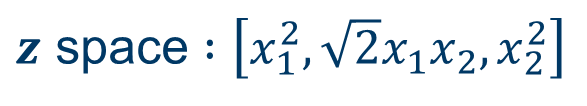 z space : [x₁², √2x₁x₂, x₂²]